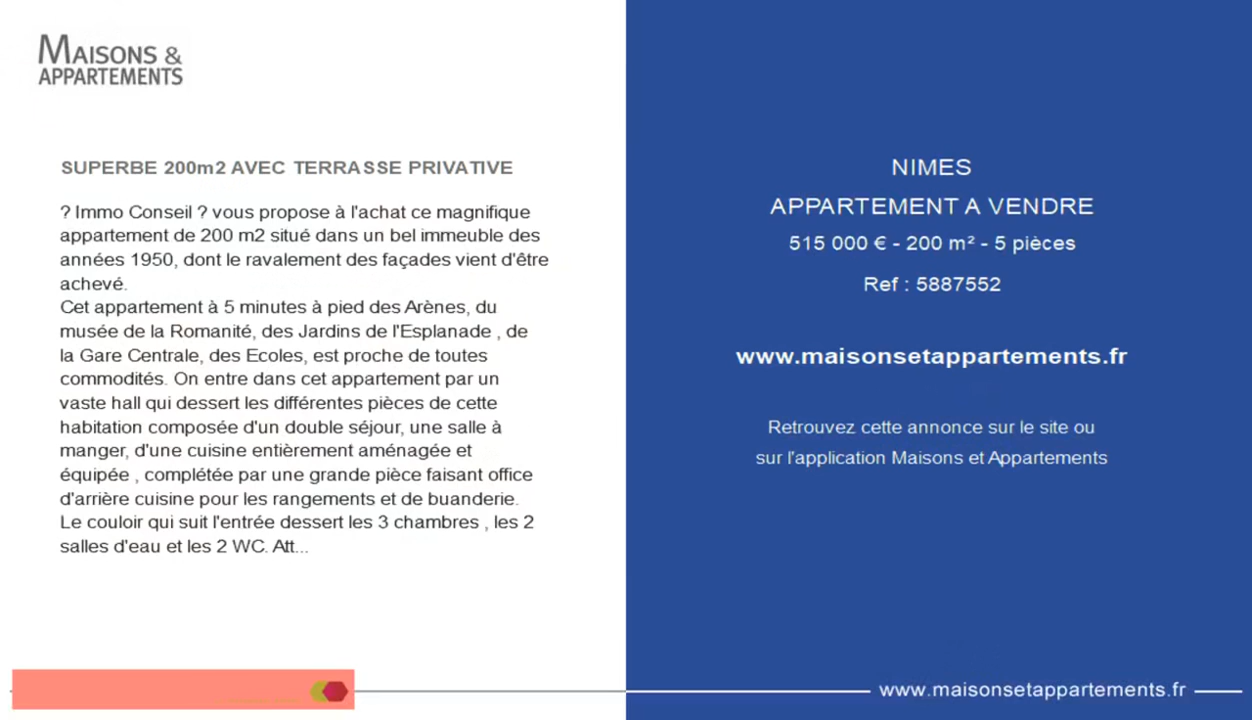 MAISONS &
APPARTEMENTS
SUPERBE 200m2 AVEC TERRASSE PRIVATIVE
? Immo Conseil ? vous propose à l'achat ce magnifique
appartement de 200 m2 situé dans un bel immeuble des
années 1950, dont le ravalement des façades vient d'être
achevé.
Cet appartement à 5 minutes à pied des Arènes, du
musée de la Romanité, des Jardins de l'Esplanade , de
la Gare Centrale, des Ecoles, est proche de toutes
commodités. On entre dans cet appartement par un
vaste hall qui dessert les différentes pièces de cette
habitation composée d'un double séjour, une salle à
manger, d'une cuisine entièrement aménagée et
équipée , complétée par une grande pièce faisant office
d'arrière cuisine pour les rangements et de buanderie.
Le couloir qui suit l'entrée dessert les 3 chambres , les 2
salles d'eau et les 2 WC. Att...
NIMES
APPARTEMENT A VENDRE
515 000 € - 200 m² - 5 pièces
Ref : 5887552
www.maisonsetappartements.fr
Retrouvez cette annonce sur le site ou
sur l'application Maisons et Appartements
www.maisonsetappartements.fr